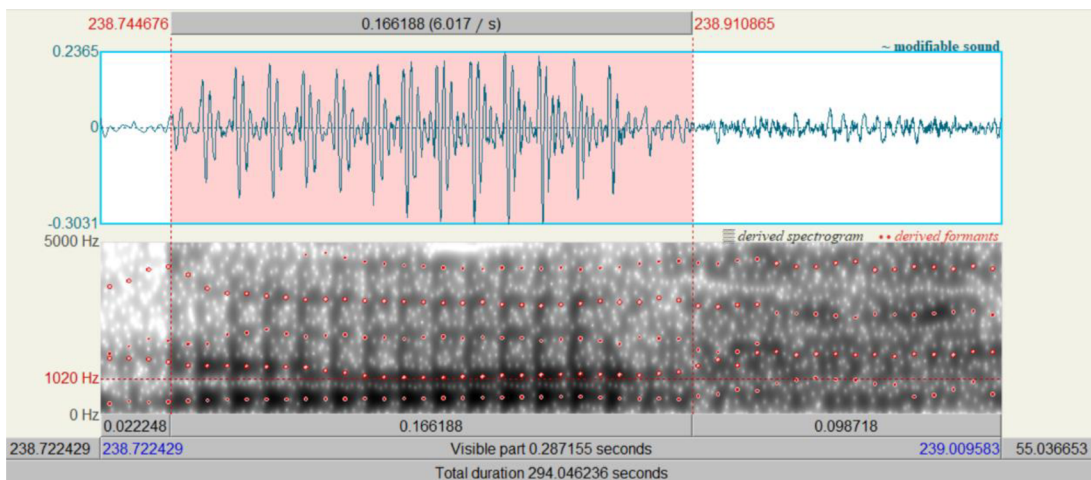 238.744676 0.166188 (6.017 / s) 238.910865
0.2365 ~ modifiable sound
0
-0.3031
5000 Hz derived spectrogram derived formants
1020 Hz
0 Hz
0.022248 0.166188 0.098718
238.722429 238.722429 Visible part 0.287155 seconds 239.009583 55.036653
Total duration 294.046236 seconds